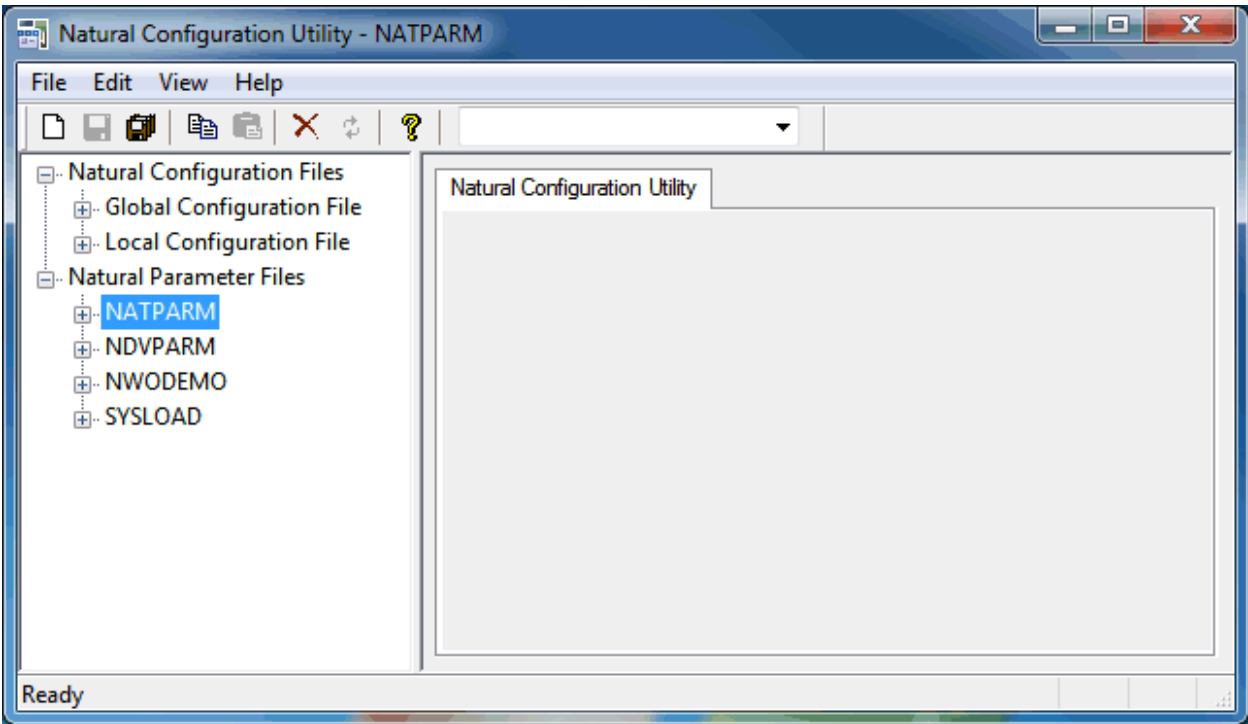 Natural Configuration Utility - NATPARM
File Edit View Help
Natural Configuration Files
Global Configuration File
Local Configuration File
Natural Parameter Files
NATPARM
NDVPARM
NWODEMO
SYSLOAD
Natural Configuration Utility
Ready